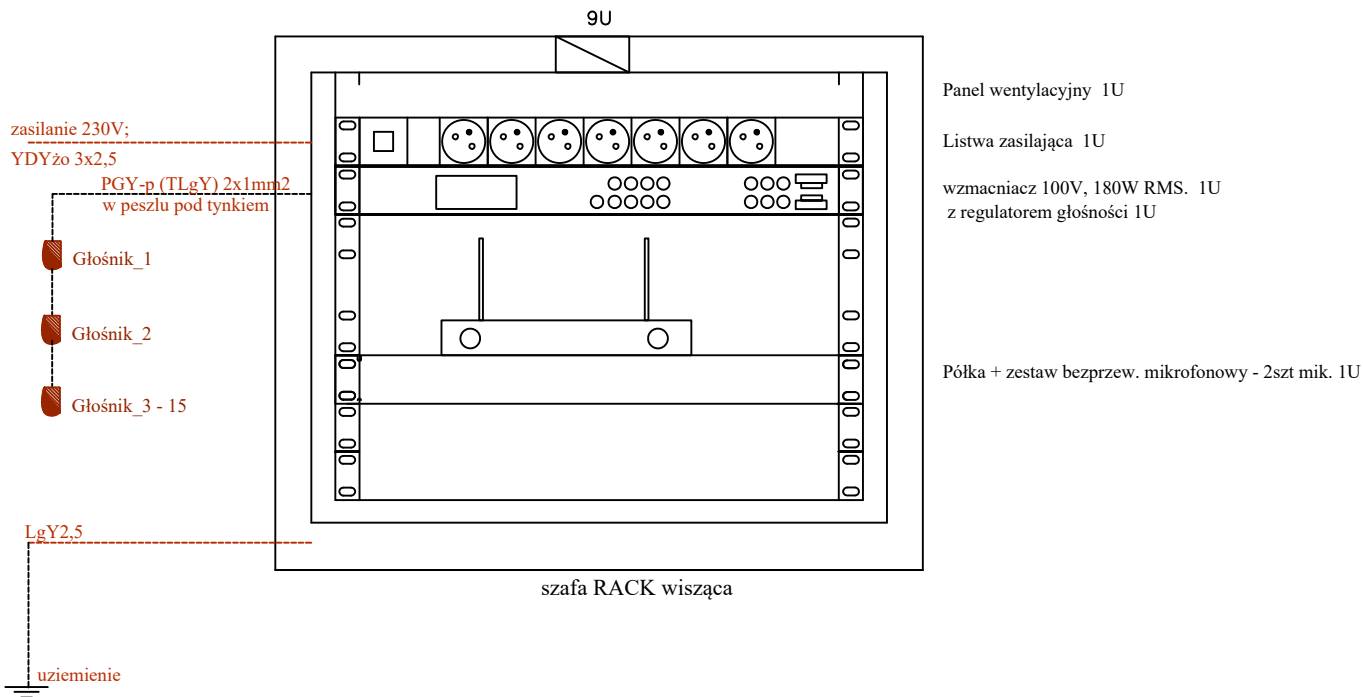 9U
Panel wentylacyjny 1U
zasilanie 230V;
YDYżo 3x2,5
Listwa zasilająca 1U
PGY-p (TLgY) 2x1mm2
w peszlu pod tynkiem
wzmacniacz 100V, 180W RMS. 1U
z regulatorem głośności 1U
Głośnik_1
Głośnik_2
Głośnik_3 - 15
Półka + zestaw bezprzew. mikrofonowy - 2szt mik. 1U
LgY2,5
szafa RACK wisząca
uziemienie